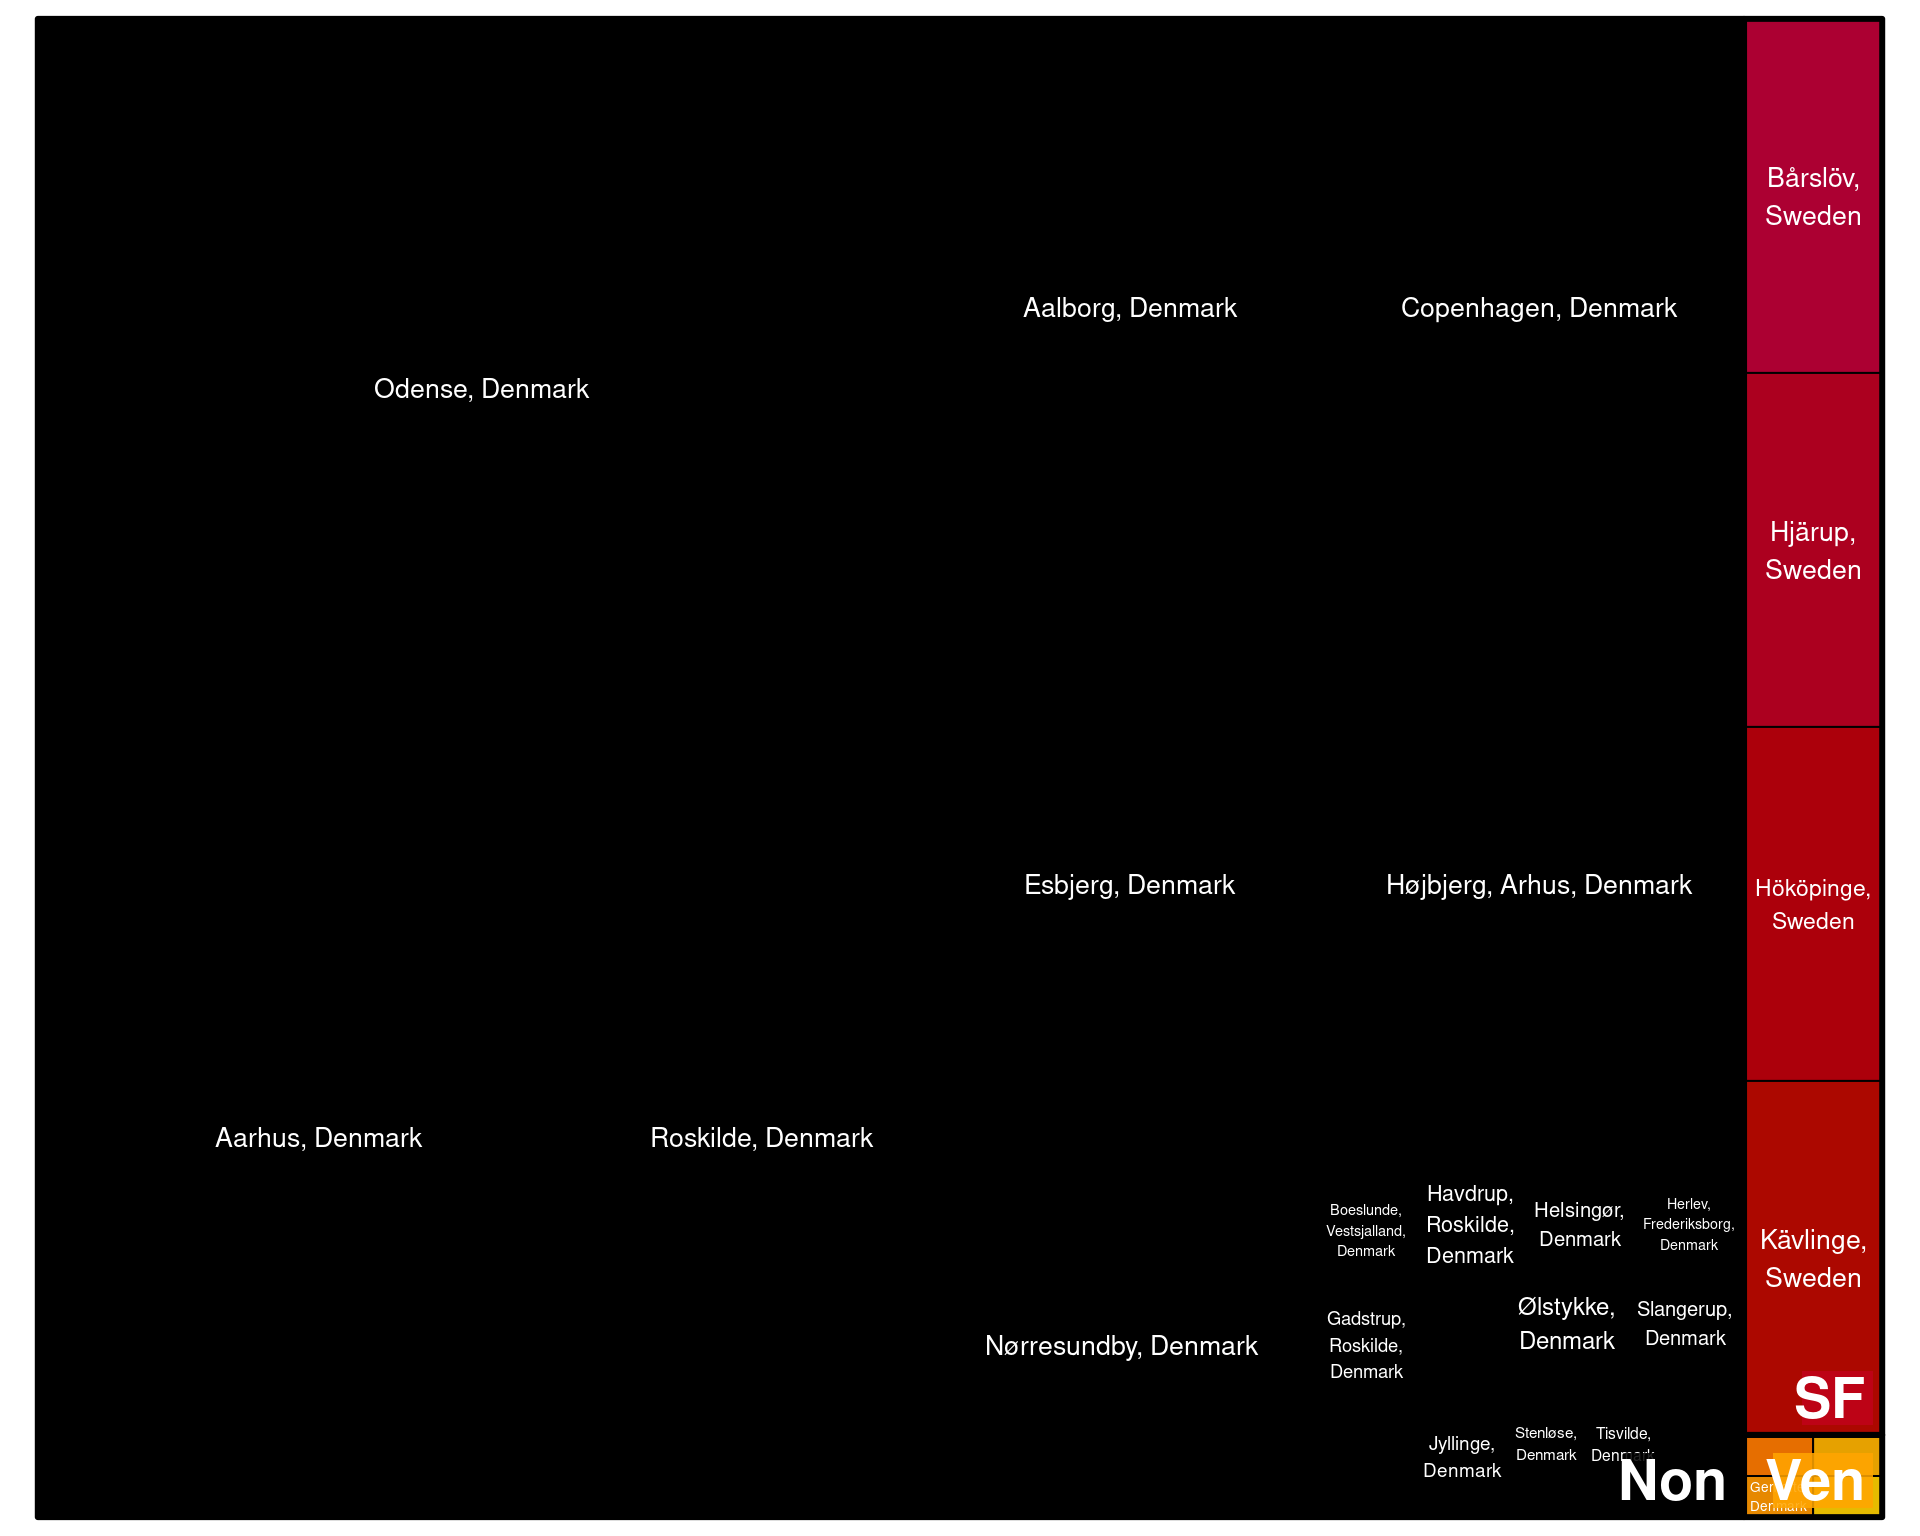 Bårslöv,
Sweden
Aalborg, Denmark
Copenhagen, Denmark
Odense, Denmark
Hjärup,
Sweden
Esbjerg, Denmark
Højbjerg, Arhus, Denmark
Hököpinge,
Sweden
Aarhus, Denmark
Roskilde, Denmark
Boeslunde,
Vestsjalland,
Denmark
Havdrup,
Roskilde,
Denmark
Helsingør,
Denmark
Herlev,
Frederiksborg,
Denmark
Kävlinge,
Sweden
Nørresundby, Denmark
Gadstrup,
Roskilde,
Denmark
Ølstykke,
Denmark
Slangerup,
Denmark
SF
Jyllinge,
Denmark
Stenløse,
Denmark
Tisvilde,
Denmark
Non
Ven
Denmark